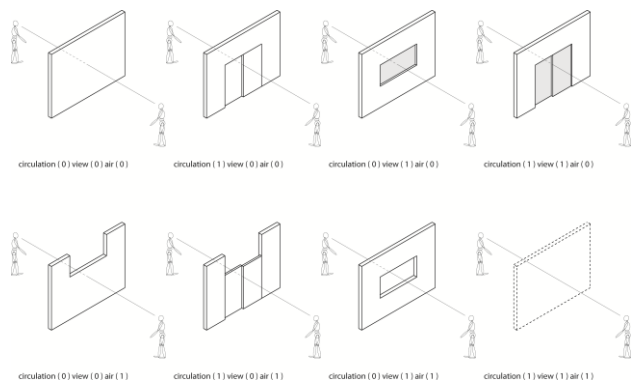 circulation ( 0 ) view ( 0 ) air ( 0 )
circulation ( 1 ) view ( 0 ) air ( 0 )
circulation ( 0 ) view ( 1 ) air ( 0 )
circulation ( 1 ) view ( 1 ) air ( 0 )
circulation ( 0 ) view ( 0 ) air ( 1 )
circulation ( 1 ) view ( 0 ) air ( 1 )
circulation ( 0 ) view ( 1 ) air ( 1 )
circulation ( 1 ) view ( 1 ) air ( 1 )